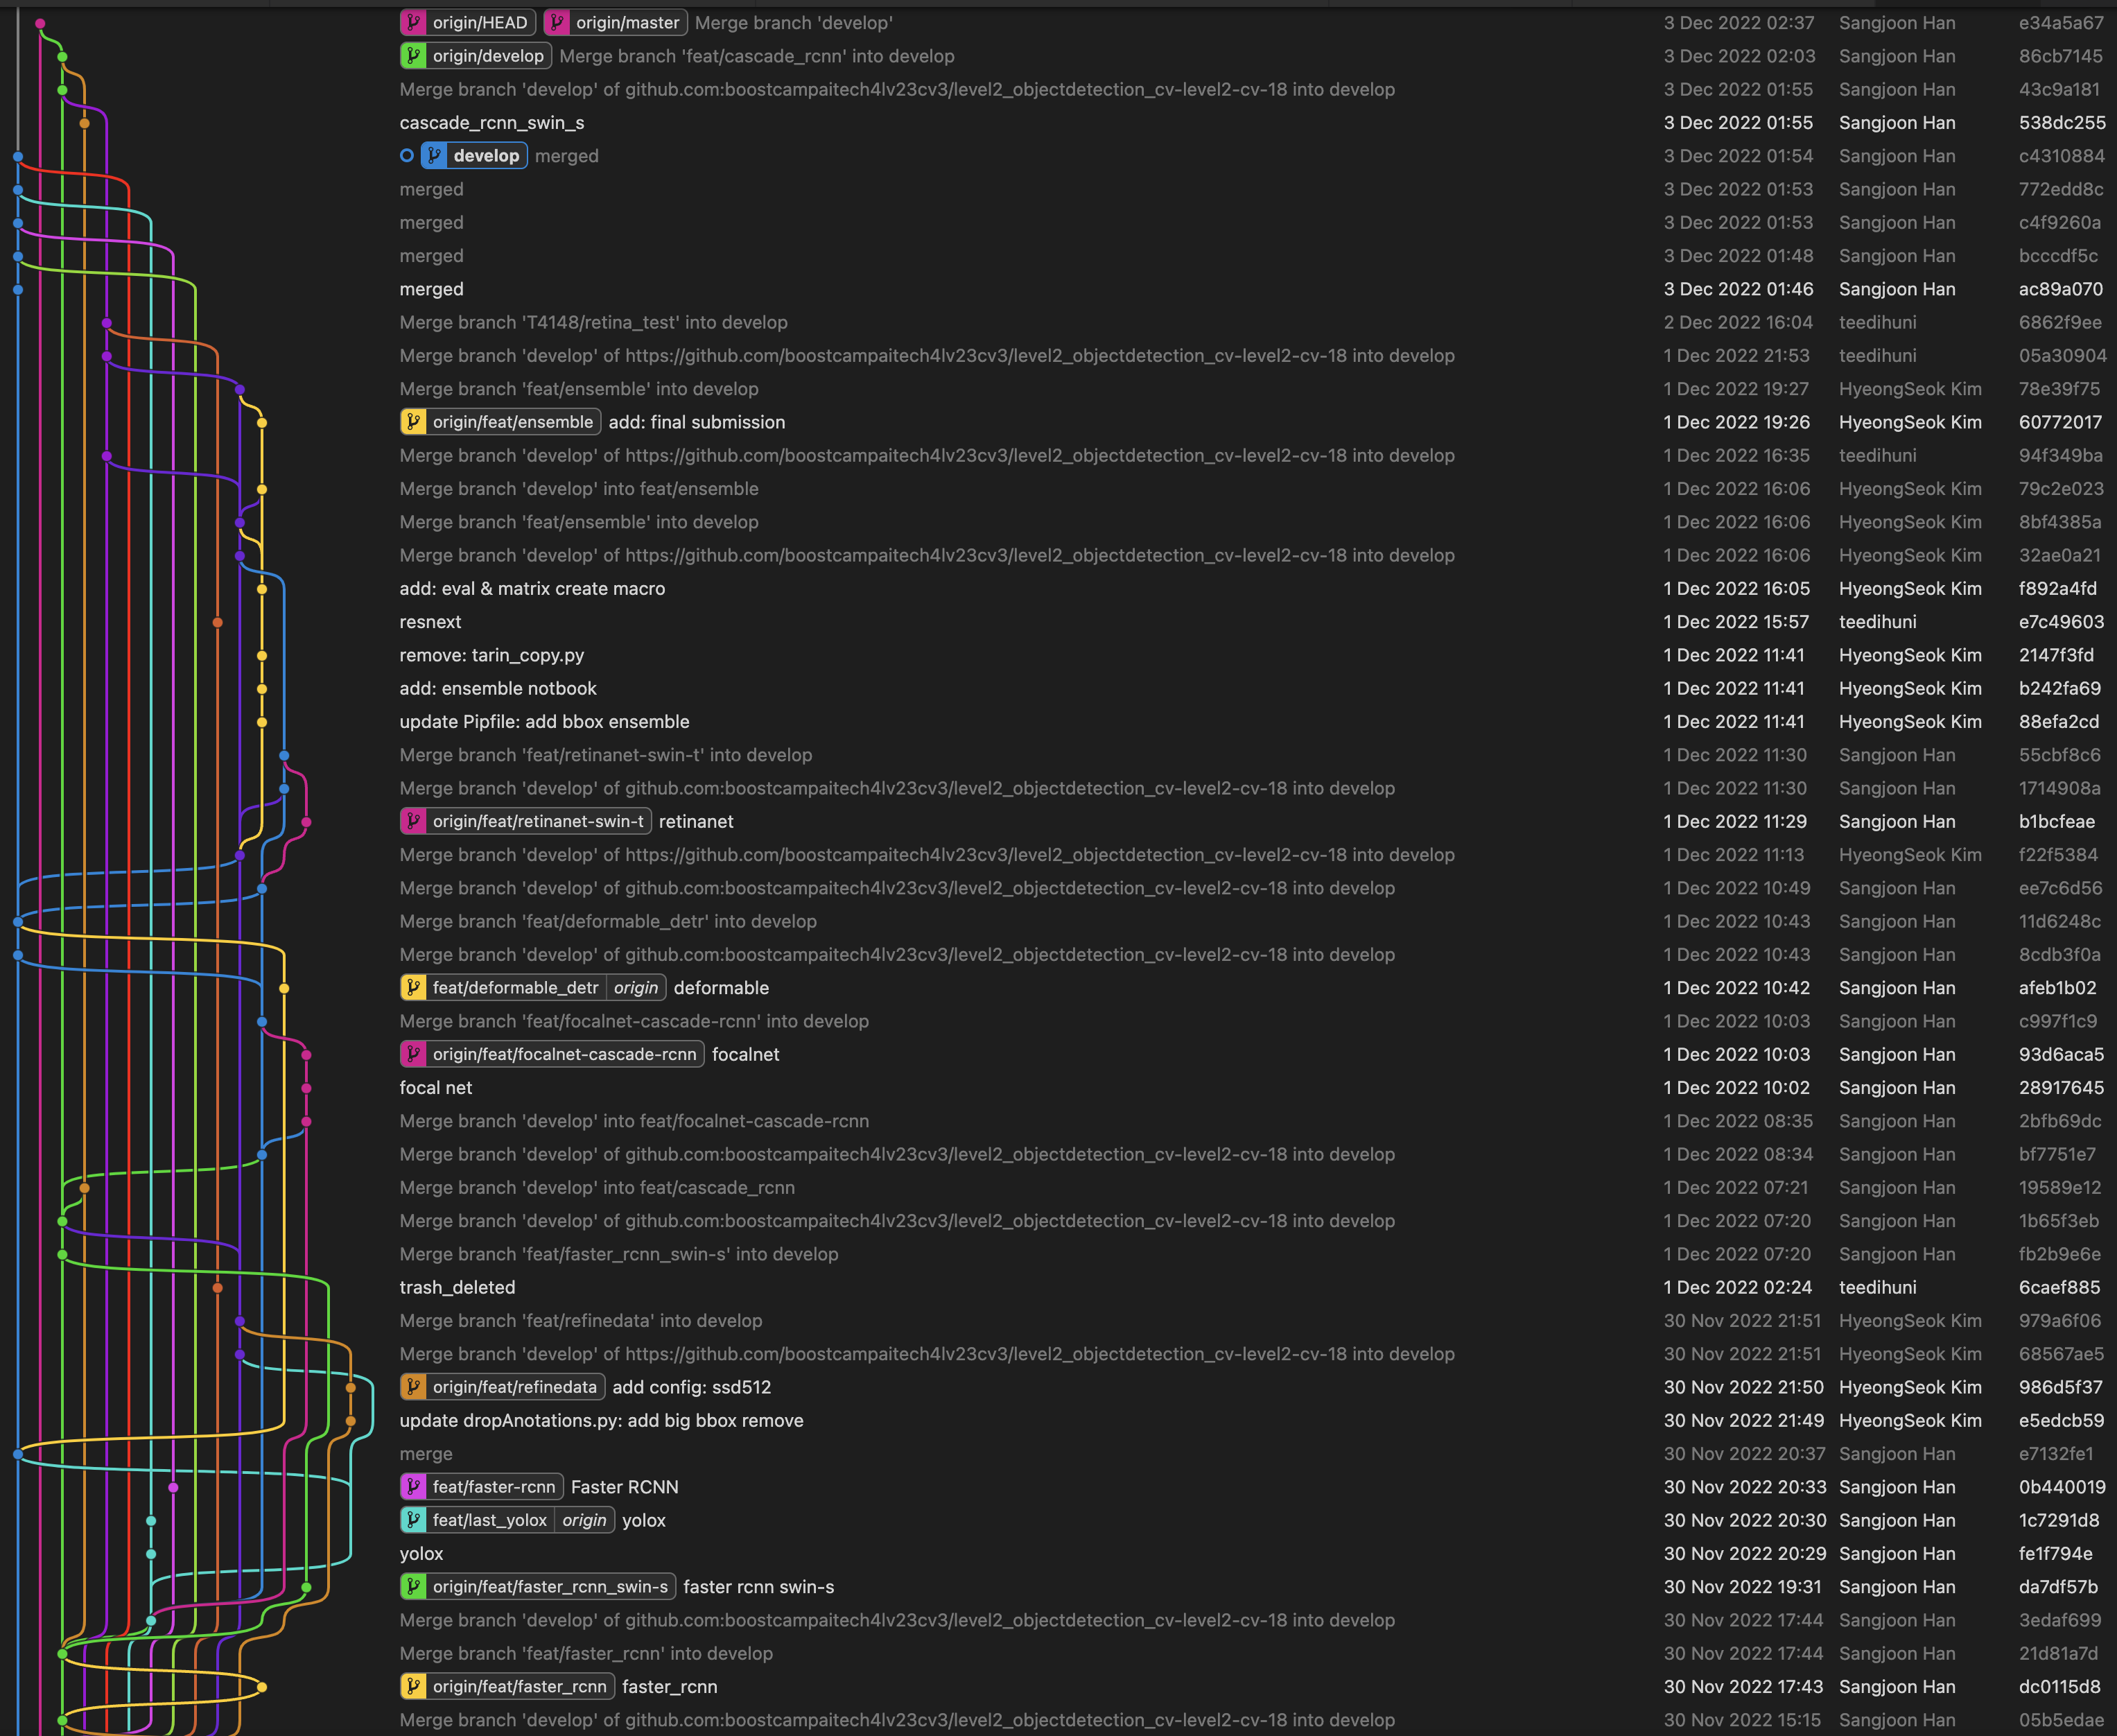 origin/HEAD origin/master Merge branch 'develop' 3 Dec 2022 02:37 Sangjoon Han e34a5a67
origin/develop Merge branch 'feat/cascade_rcnn' into develop 3 Dec 2022 02:03 Sangjoon Han 86cb7145
Merge branch 'develop' of github.com:boostcampaitech4lv23cv3/level2_objectdetection_cv-level2-cv-18 into develop 3 Dec 2022 01:55 Sangjoon Han 43c9a181
cascade_rcnn_swin_s 3 Dec 2022 01:55 Sangjoon Han 538dc255
develop merged 3 Dec 2022 01:54 Sangjoon Han c4310884
merged 3 Dec 2022 01:53 Sangjoon Han 772edd8c
merged 3 Dec 2022 01:53 Sangjoon Han c4f9260a
merged 3 Dec 2022 01:48 Sangjoon Han bcccdf5c
merged 3 Dec 2022 01:46 Sangjoon Han ac89a070
Merge branch 'T4148/retina_test' into develop 2 Dec 2022 16:04 teedihuni 6862f9ee
Merge branch 'develop' of https://github.com/boostcampaitech4lv23cv3/level2_objectdetection_cv-level2-cv-18 into develop 1 Dec 2022 21:53 teedihuni 05a30904
Merge branch 'feat/ensemble' into develop 1 Dec 2022 19:27 HyeongSeok Kim 78e39f75
origin/feat/ensemble add: final submission 1 Dec 2022 19:26 HyeongSeok Kim 60772017
Merge branch 'develop' of https://github.com/boostcampaitech4lv23cv3/level2_objectdetection_cv-level2-cv-18 into develop 1 Dec 2022 16:35 teedihuni 94f349ba
Merge branch 'develop' into feat/ensemble 1 Dec 2022 16:06 HyeongSeok Kim 79c2e023
Merge branch 'feat/ensemble' into develop 1 Dec 2022 16:06 HyeongSeok Kim 8bf4385a
Merge branch 'develop' of https://github.com/boostcampaitech4lv23cv3/level2_objectdetection_cv-level2-cv-18 into develop 1 Dec 2022 16:06 HyeongSeok Kim 32ae0a21
add: eval & matrix create macro 1 Dec 2022 16:05 HyeongSeok Kim f892a4fd
resnext 1 Dec 2022 15:57 teedihuni e7c49603
remove: tarin_copy.py 1 Dec 2022 11:41 HyeongSeok Kim 2147f3fd
add: ensemble notbook 1 Dec 2022 11:41 HyeongSeok Kim b242fa69
update Pipfile: add bbox ensemble 1 Dec 2022 11:41 HyeongSeok Kim 88efa2cd
Merge branch 'feat/retinanet-swin-t' into develop 1 Dec 2022 11:30 Sangjoon Han 55cbf8c6
Merge branch 'develop' of github.com:boostcampaitech4lv23cv3/level2_objectdetection_cv-level2-cv-18 into develop 1 Dec 2022 11:30 Sangjoon Han 1714908a
origin/feat/retinanet-swin-t retinanet 1 Dec 2022 11:29 Sangjoon Han b1bcfeae
Merge branch 'develop' of https://github.com/boostcampaitech4lv23cv3/level2_objectdetection_cv-level2-cv-18 into develop 1 Dec 2022 11:13 HyeongSeok Kim f22f5384
Merge branch 'develop' of github.com:boostcampaitech4lv23cv3/level2_objectdetection_cv-level2-cv-18 into develop 1 Dec 2022 10:49 Sangjoon Han ee7c6d56
Merge branch 'feat/deformable_detr' into develop 1 Dec 2022 10:43 Sangjoon Han 11d6248c
Merge branch 'develop' of github.com:boostcampaitech4lv23cv3/level2_objectdetection_cv-level2-cv-18 into develop 1 Dec 2022 10:43 Sangjoon Han 8cdb3f0a
feat/deformable_detr origin deformable 1 Dec 2022 10:42 Sangjoon Han afeb1b02
Merge branch 'feat/focalnet-cascade-rcnn' into develop 1 Dec 2022 10:03 Sangjoon Han c997f1c9
origin/feat/focalnet-cascade-rcnn focalnet 1 Dec 2022 10:03 Sangjoon Han 93d6aca5
focal net 1 Dec 2022 10:02 Sangjoon Han 28917645
Merge branch 'develop' into feat/focalnet-cascade-rcnn 1 Dec 2022 08:35 Sangjoon Han 2bfb69dc
Merge branch 'develop' of github.com:boostcampaitech4lv23cv3/level2_objectdetection_cv-level2-cv-18 into develop 1 Dec 2022 08:34 Sangjoon Han bf7751e7
Merge branch 'develop' into feat/cascade_rcnn 1 Dec 2022 07:21 Sangjoon Han 19589e12
Merge branch 'develop' of github.com:boostcampaitech4lv23cv3/level2_objectdetection_cv-level2-cv-18 into develop 1 Dec 2022 07:20 Sangjoon Han 1b65f3eb
Merge branch 'feat/faster_rcnn_swin-s' into develop 1 Dec 2022 07:20 Sangjoon Han fb2b9e6e
trash_deleted 1 Dec 2022 02:24 teedihuni 6caef885
Merge branch 'feat/refinedata' into develop 30 Nov 2022 21:51 HyeongSeok Kim 979a6f06
Merge branch 'develop' of https://github.com/boostcampaitech4lv23cv3/level2_objectdetection_cv-level2-cv-18 into develop 30 Nov 2022 21:51 HyeongSeok Kim 68567ae5
origin/feat/refinedata add config: ssd512 30 Nov 2022 21:50 HyeongSeok Kim 986d5f37
update dropAnotations.py: add big bbox remove 30 Nov 2022 21:49 HyeongSeok Kim e5edcb59
merge 30 Nov 2022 20:37 Sangjoon Han e7132fe1
feat/faster-rcnn Faster RCNN 30 Nov 2022 20:33 Sangjoon Han 0b440019
feat/last_yolox origin yolox 30 Nov 2022 20:30 Sangjoon Han 1c7291d8
yolox 30 Nov 2022 20:29 Sangjoon Han fe1f794e
origin/feat/faster_rcnn_swin-s faster rcnn swin-s 30 Nov 2022 19:31 Sangjoon Han da7df57b
Merge branch 'develop' of github.com:boostcampaitech4lv23cv3/level2_objectdetection_cv-level2-cv-18 into develop 30 Nov 2022 17:44 Sangjoon Han 3edaf699
Merge branch 'feat/faster_rcnn' into develop 30 Nov 2022 17:44 Sangjoon Han 21d81a7d
origin/feat/faster_rcnn faster_rcnn 30 Nov 2022 17:43 Sangjoon Han dc0115d8
Merge branch 'develop' of github.com:boostcampaitech4lv23cv3/level2_objectdetection_cv-level2-cv-18 into develop 30 Nov 2022 15:15 Sangjoon Han 05b5edae